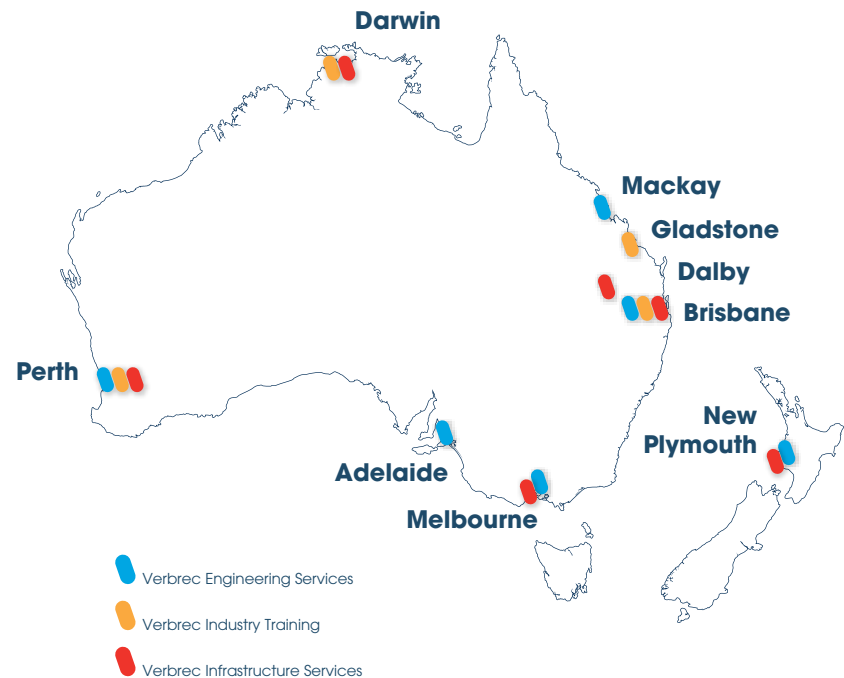 Darwin
Mackay
Gladstone
Dalby
Brisbane
Perth
New
Plymouth
Adelaide
Melbourne
Verbrec Engineering Services
Verbrec Industry Training
Verbrec Infrastructure Services